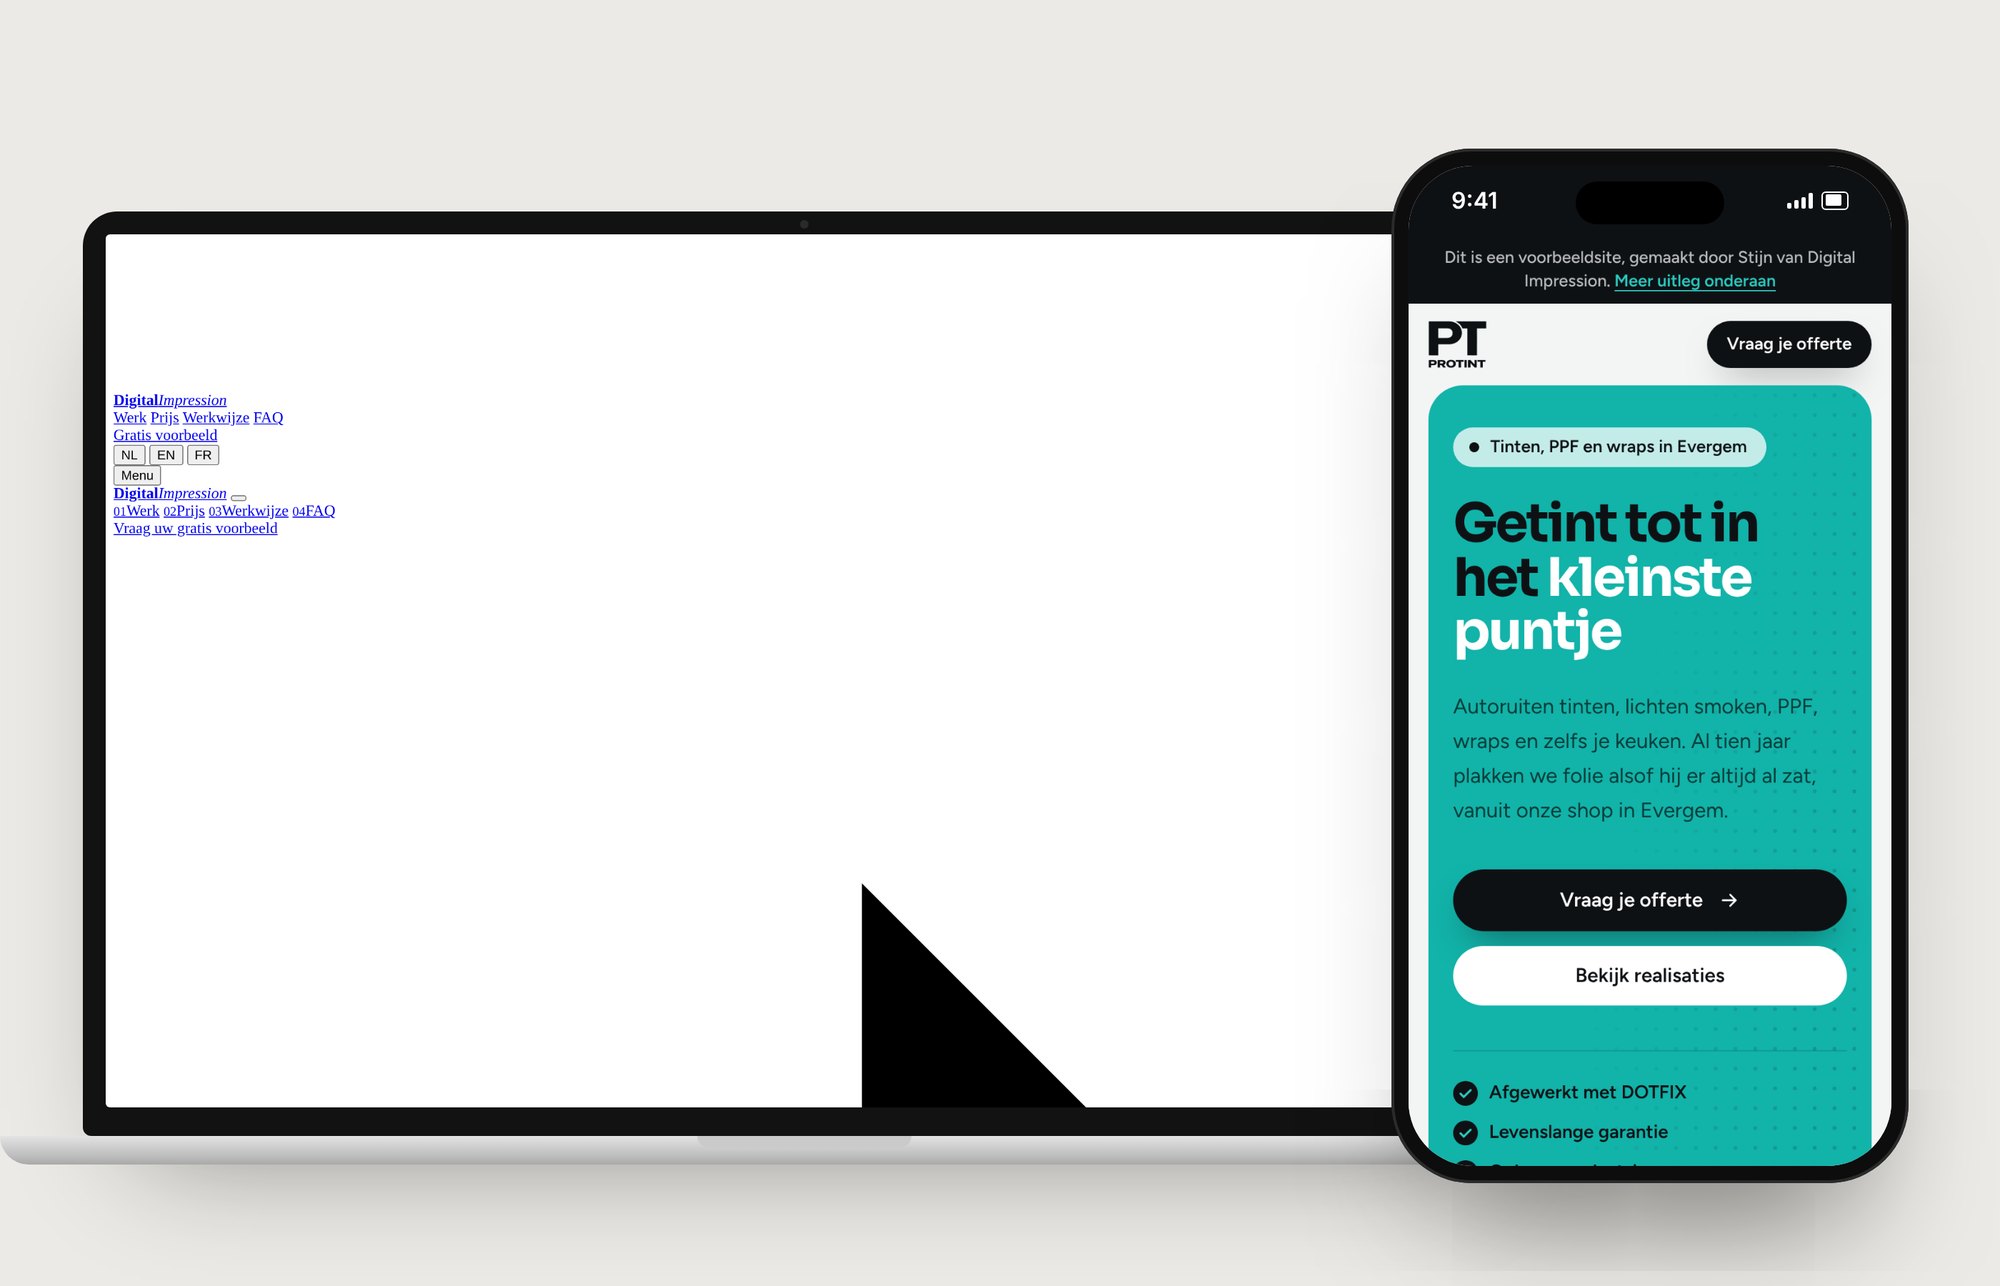 DigitalImpression
Werk Prijs Werkwijze FAQ
Gratis voorbeeld
NL EN FR
Menu
DigitalImpression
01Werk 02Prijs 03Werkwijze 04FAQ
Vraag uw gratis voorbeeld
9:41
Dit is een voorbeeldsite, gemaakt door Stijn van Digital
Impression. Meer uitleg onderaan
PT
PROTINT
Vraag je offerte
Tinten, PPF en wraps in Evergem
Getint tot in
het kleinste
puntje
Autoruiten tinten, lichten smoken, PPF,
wraps en zelfs je keuken. Al tien jaar
plakken we folie alsof hij er altijd al zat,
vanuit onze shop in Evergem.
Vraag je offerte →
Bekijk realisaties
Afgewerkt met DOTFIX
Levenslange garantie